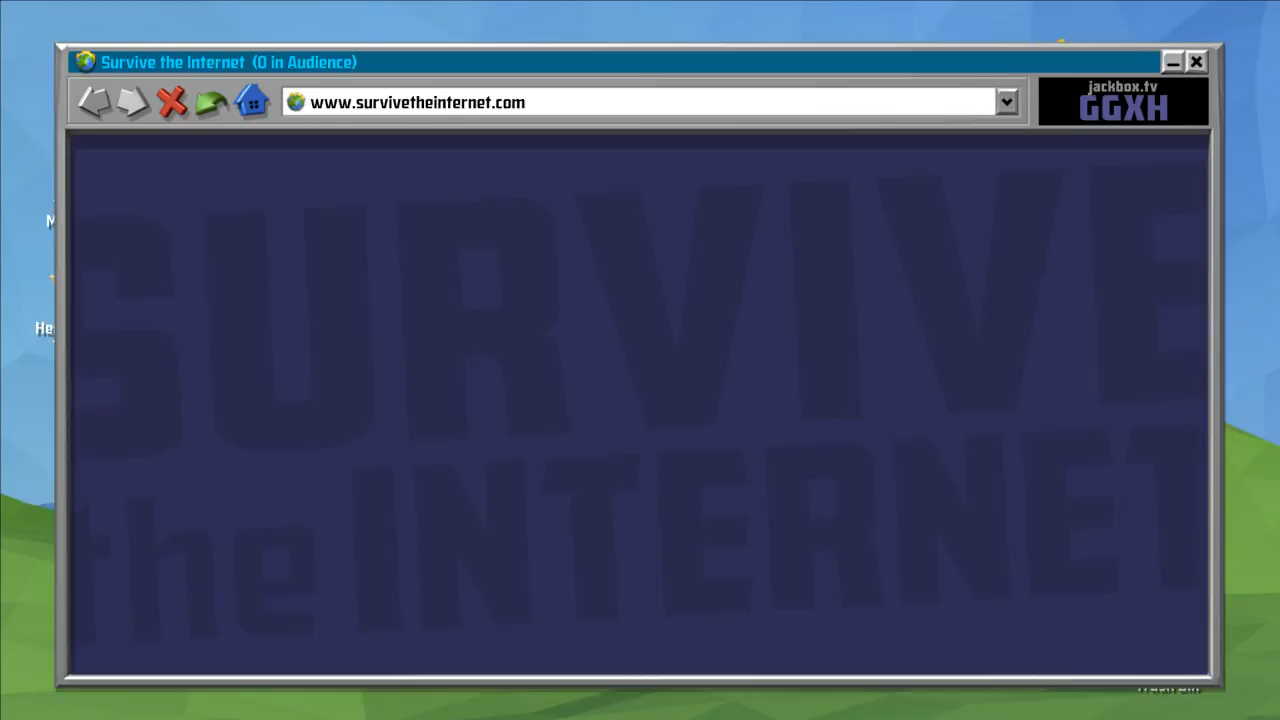 Survive the Internet (0 in Audience)
www.survivetheinternet.com
jackbox.tv
GGXH
SURVIVE
the INTERNET